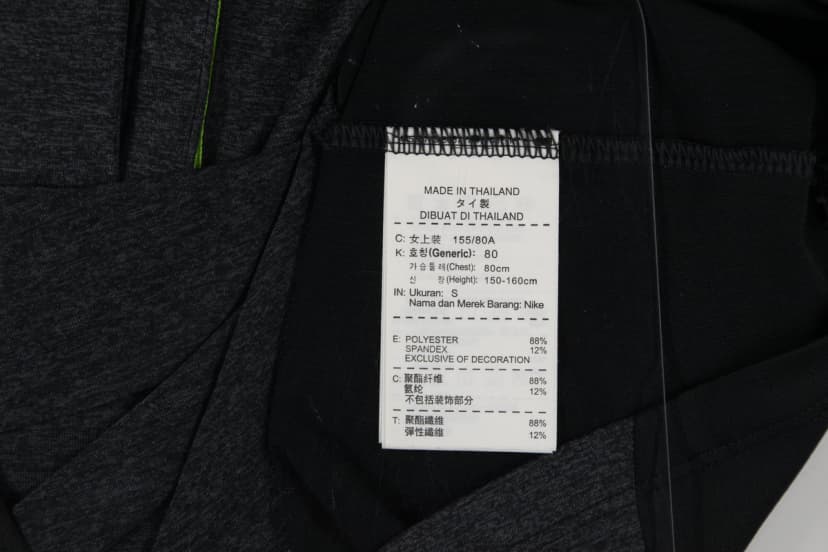 MADE IN THAILAND
タイ製
DIBUAT DI THAILAND
C: 女上装 155/80A
K: 호칭(Generic): 80
가슴둘레(Chest): 80cm
신 장(Height): 150-160cm
IN: Ukuran: S
Nama dan Merek Barang: Nike
E: POLYESTER 88%
SPANDEX 12%
EXCLUSIVE OF DECORATION
C: 聚酯纤维 88%
氨纶 12%
不包括装饰部分
T: 聚酯纖維 88%
彈性纖維 12%